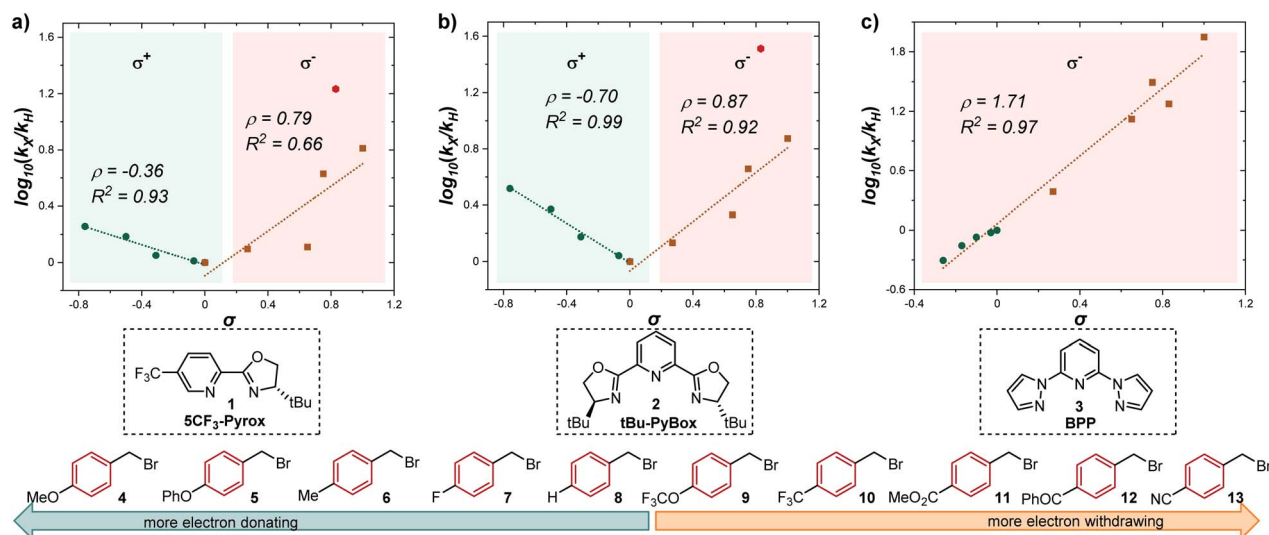 a)
1.6
1.2
0.8
0.4
0
log10(kX/kH)
σ+
σ-
ρ = -0.36
R2 = 0.93
ρ = 0.79
R2 = 0.66
-0.8
-0.4
0
0.4
0.8
1.2
σ
b)
1.6
1.2
0.8
0.4
0
log10(kX/kH)
σ+
σ-
ρ = -0.70
R2 = 0.99
ρ = 0.87
R2 = 0.92
-0.8
-0.4
0
0.4
0.8
1.2
σ
c)
1.8
1.2
0.6
0
-0.6
log10(kX/kH)
σ-
ρ = 1.71
R2 = 0.97
-0.4
0
0.4
0.8
1.2
σ
F3C
N
O
N
tBu
1
5CF3-Pyrox
O
N
N
N
O
tBu
tBu
2
tBu-PyBox
N
N
N
N
N
3
BPP
MeO
Br
4
PhO
Br
5
Me
Br
6
F
Br
7
H
Br
8
F3CO
Br
9
F3C
Br
10
MeO2C
Br
11
PhOC
Br
12
CN
Br
13
more electron donating
more electron withdrawing